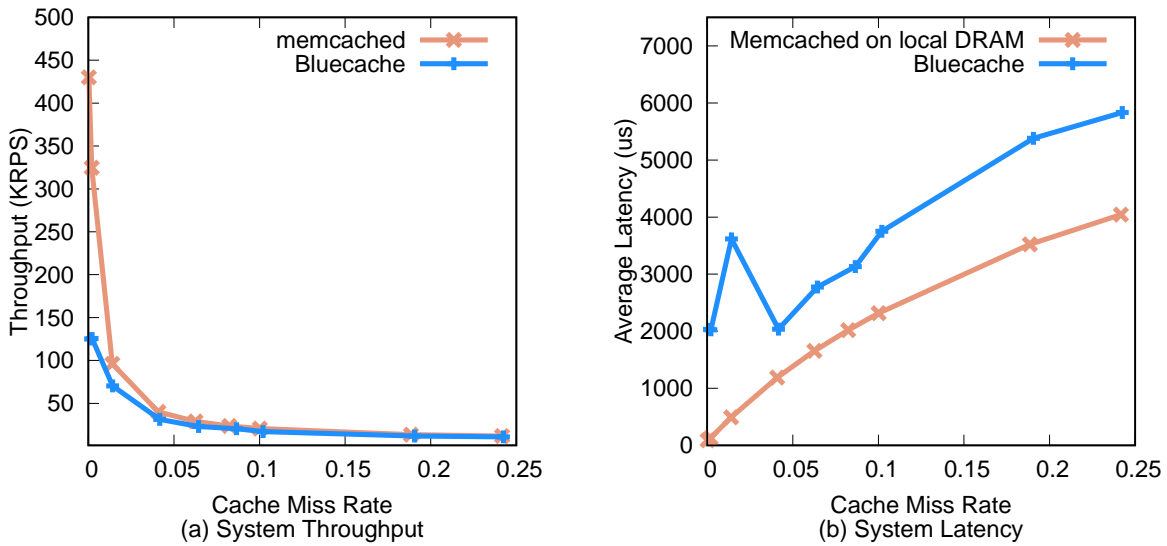 500
450
400
350
300
250
200
150
100
50
Throughput (KRPS)
memcached
Bluecache
0 0.05 0.1 0.15 0.2 0.25
Cache Miss Rate
(a) System Throughput
7000
6000
5000
4000
3000
2000
1000
0
Average Latency (us)
Memcached on local DRAM
Bluecache
0 0.05 0.1 0.15 0.2 0.25
Cache Miss Rate
(b) System Latency